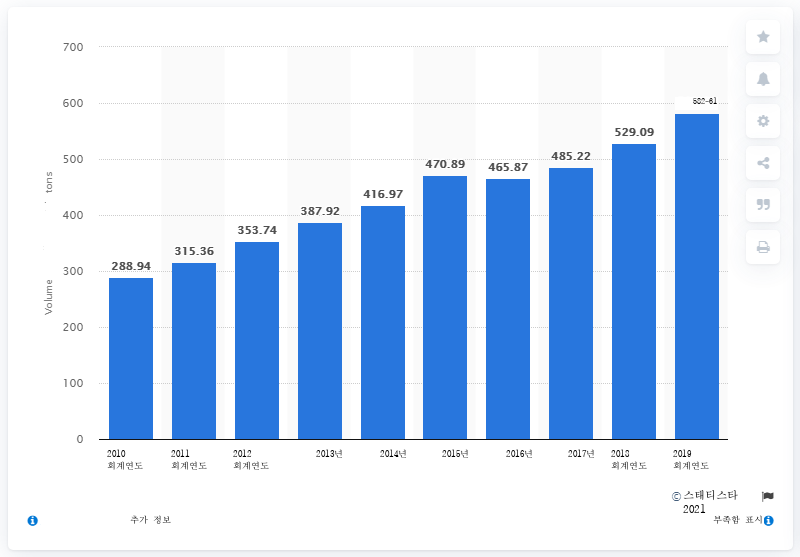 700
600
500
400
300
200
100
0
Volume
tons
288.94
315.36
353.74
387.92
416.97
470.89
465.87
485.22
529.09
582-61
2010
회계연도
2011
회계연도
2012
회계연도
2013년
2014년
2015년
2016년
2017년
2018
회계연도
2019
회계연도
© 스태티스타
2021
추가 정보
부족함 표시